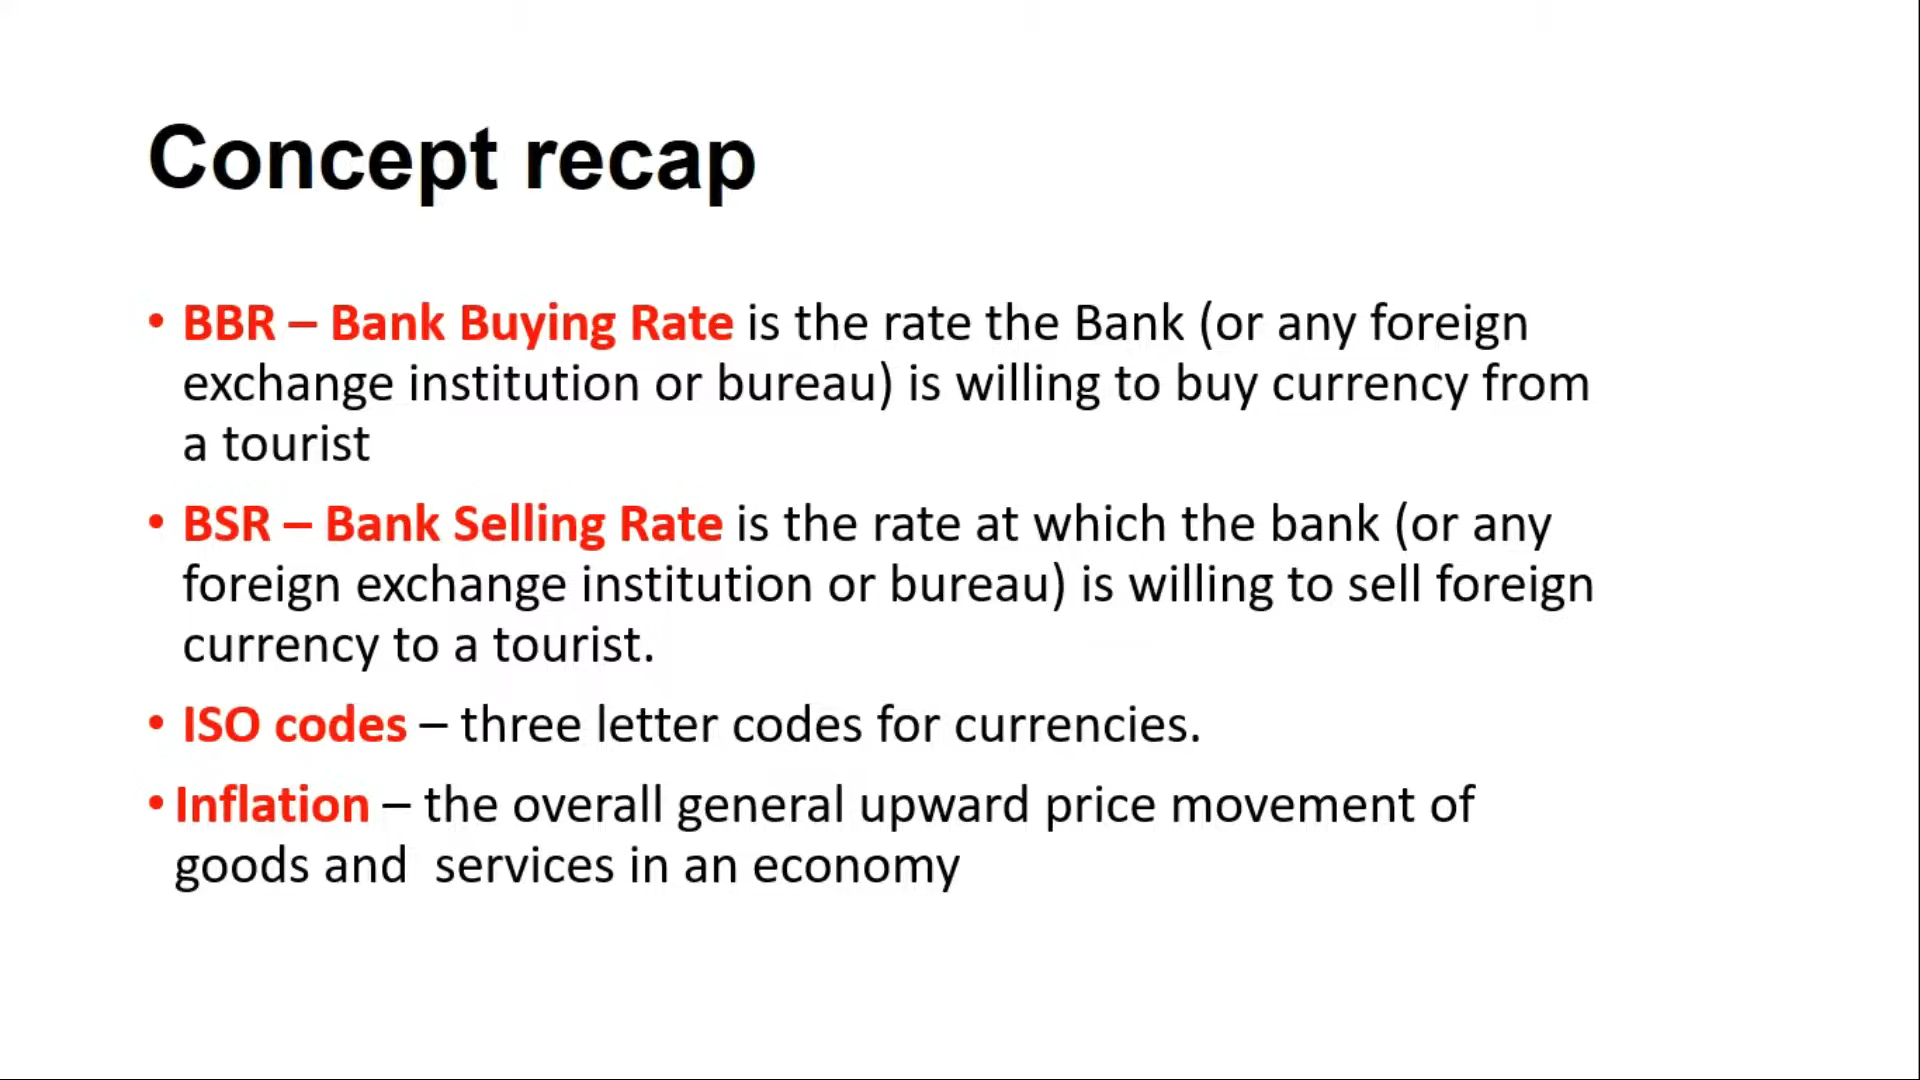 Concept recap
• BBR – Bank Buying Rate is the rate the Bank (or any foreign
exchange institution or bureau) is willing to buy currency from
a tourist
• BSR – Bank Selling Rate is the rate at which the bank (or any
foreign exchange institution or bureau) is willing to sell foreign
currency to a tourist.
• ISO codes – three letter codes for currencies.
• Inflation – the overall general upward price movement of
goods and  services in an economy